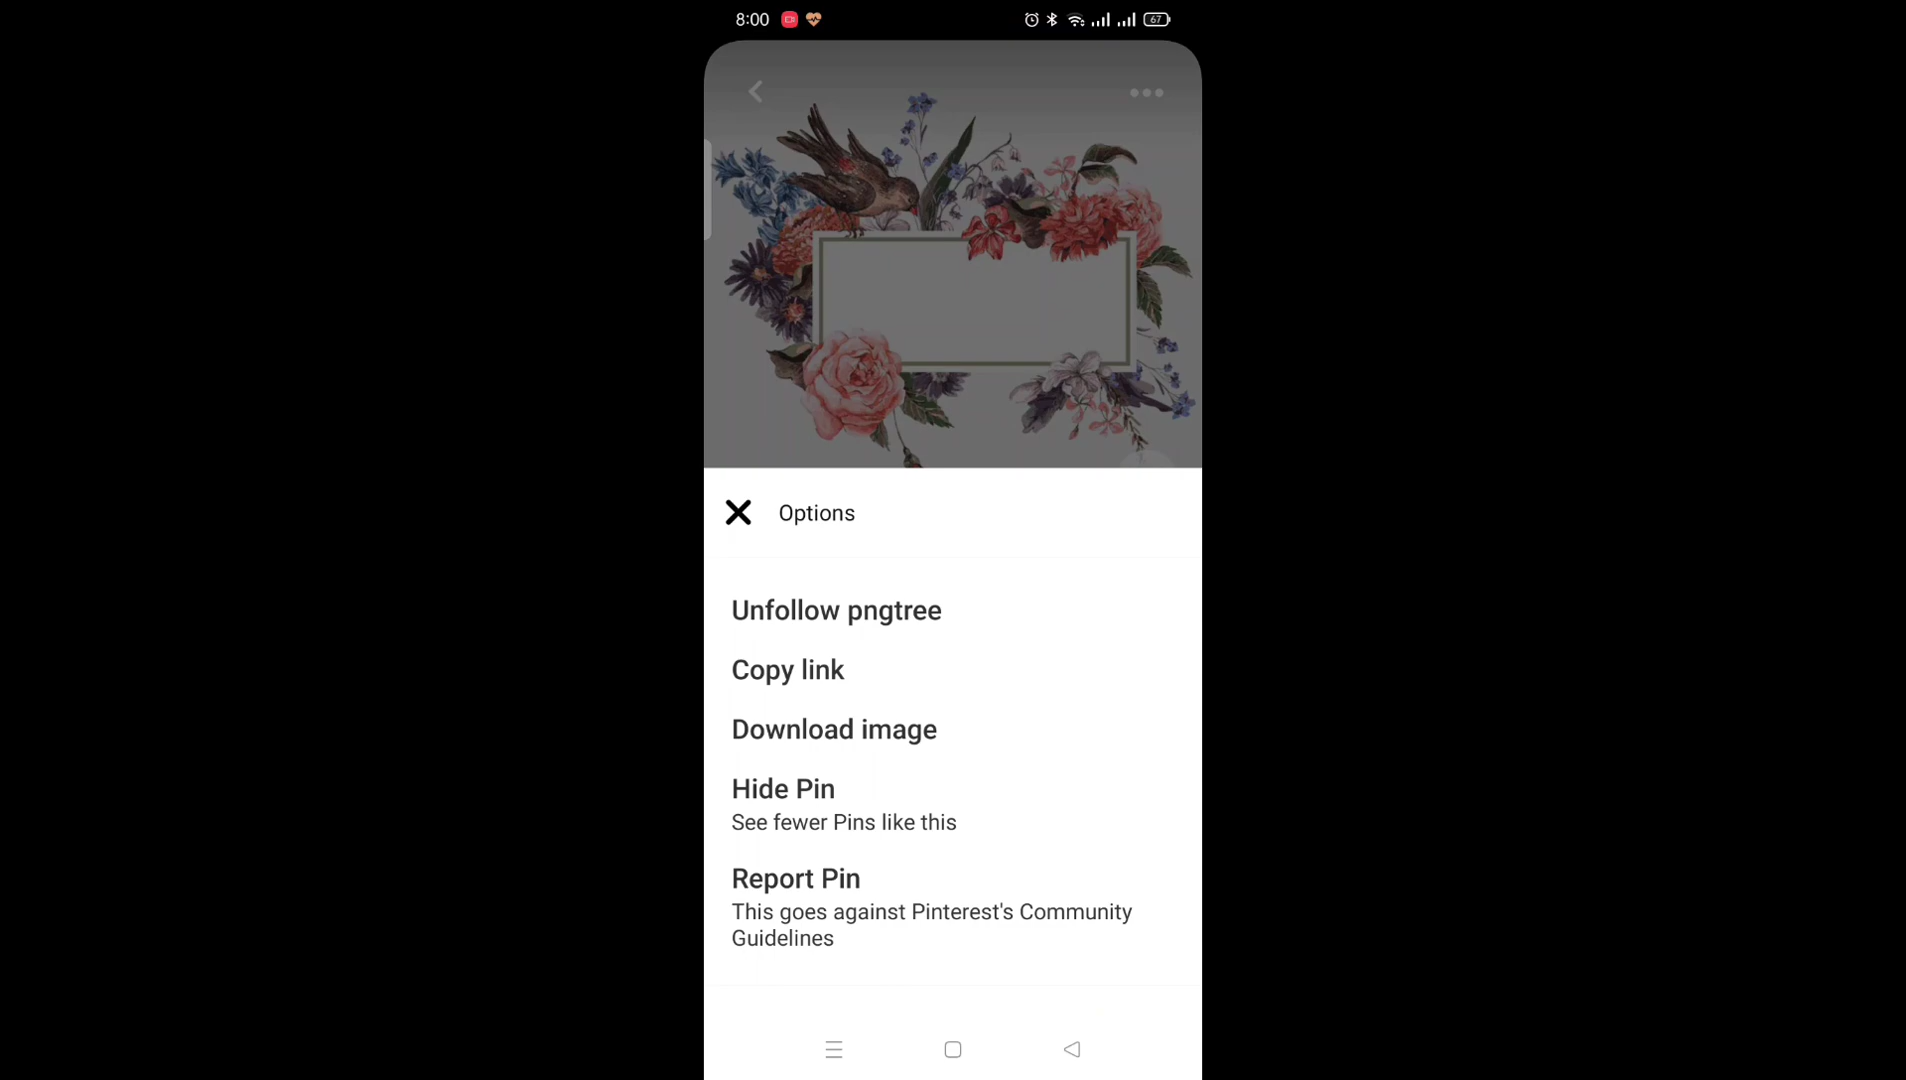 8:00
67
Options
Unfollow pngtree
Copy link
Download image
Hide Pin
See fewer Pins like this
Report Pin
This goes against Pinterest's Community
Guidelines